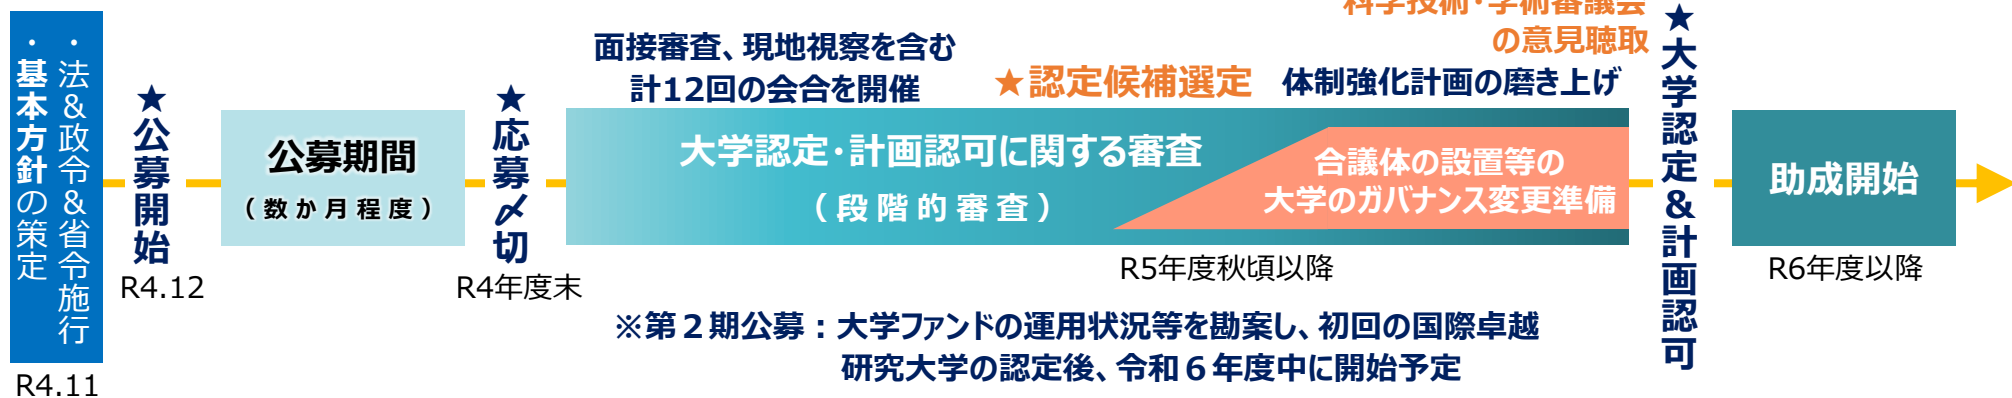 ・法&政令&省令施行
・基本方針の策定
R4.11
★公募開始
R4.12
公募期間
(数か月程度)
★応募〆切
R4年度末
面接審査、現地視察を含む
計12回の会合を開催
★認定候補選定
体制強化計画の磨き上げ
科学技術・学術審議会
の意見聴取
大学認定・計画認可に関する審査
(段階的審査)
合議体の設置等の
大学のガバナンス変更準備
R5年度秋頃以降
★大学認定&計画認可
助成開始
R6年度以降
※第2期公募:大学ファンドの運用状況等を勘案し、初回の国際卓越
研究大学の認定後、令和6年度中に開始予定